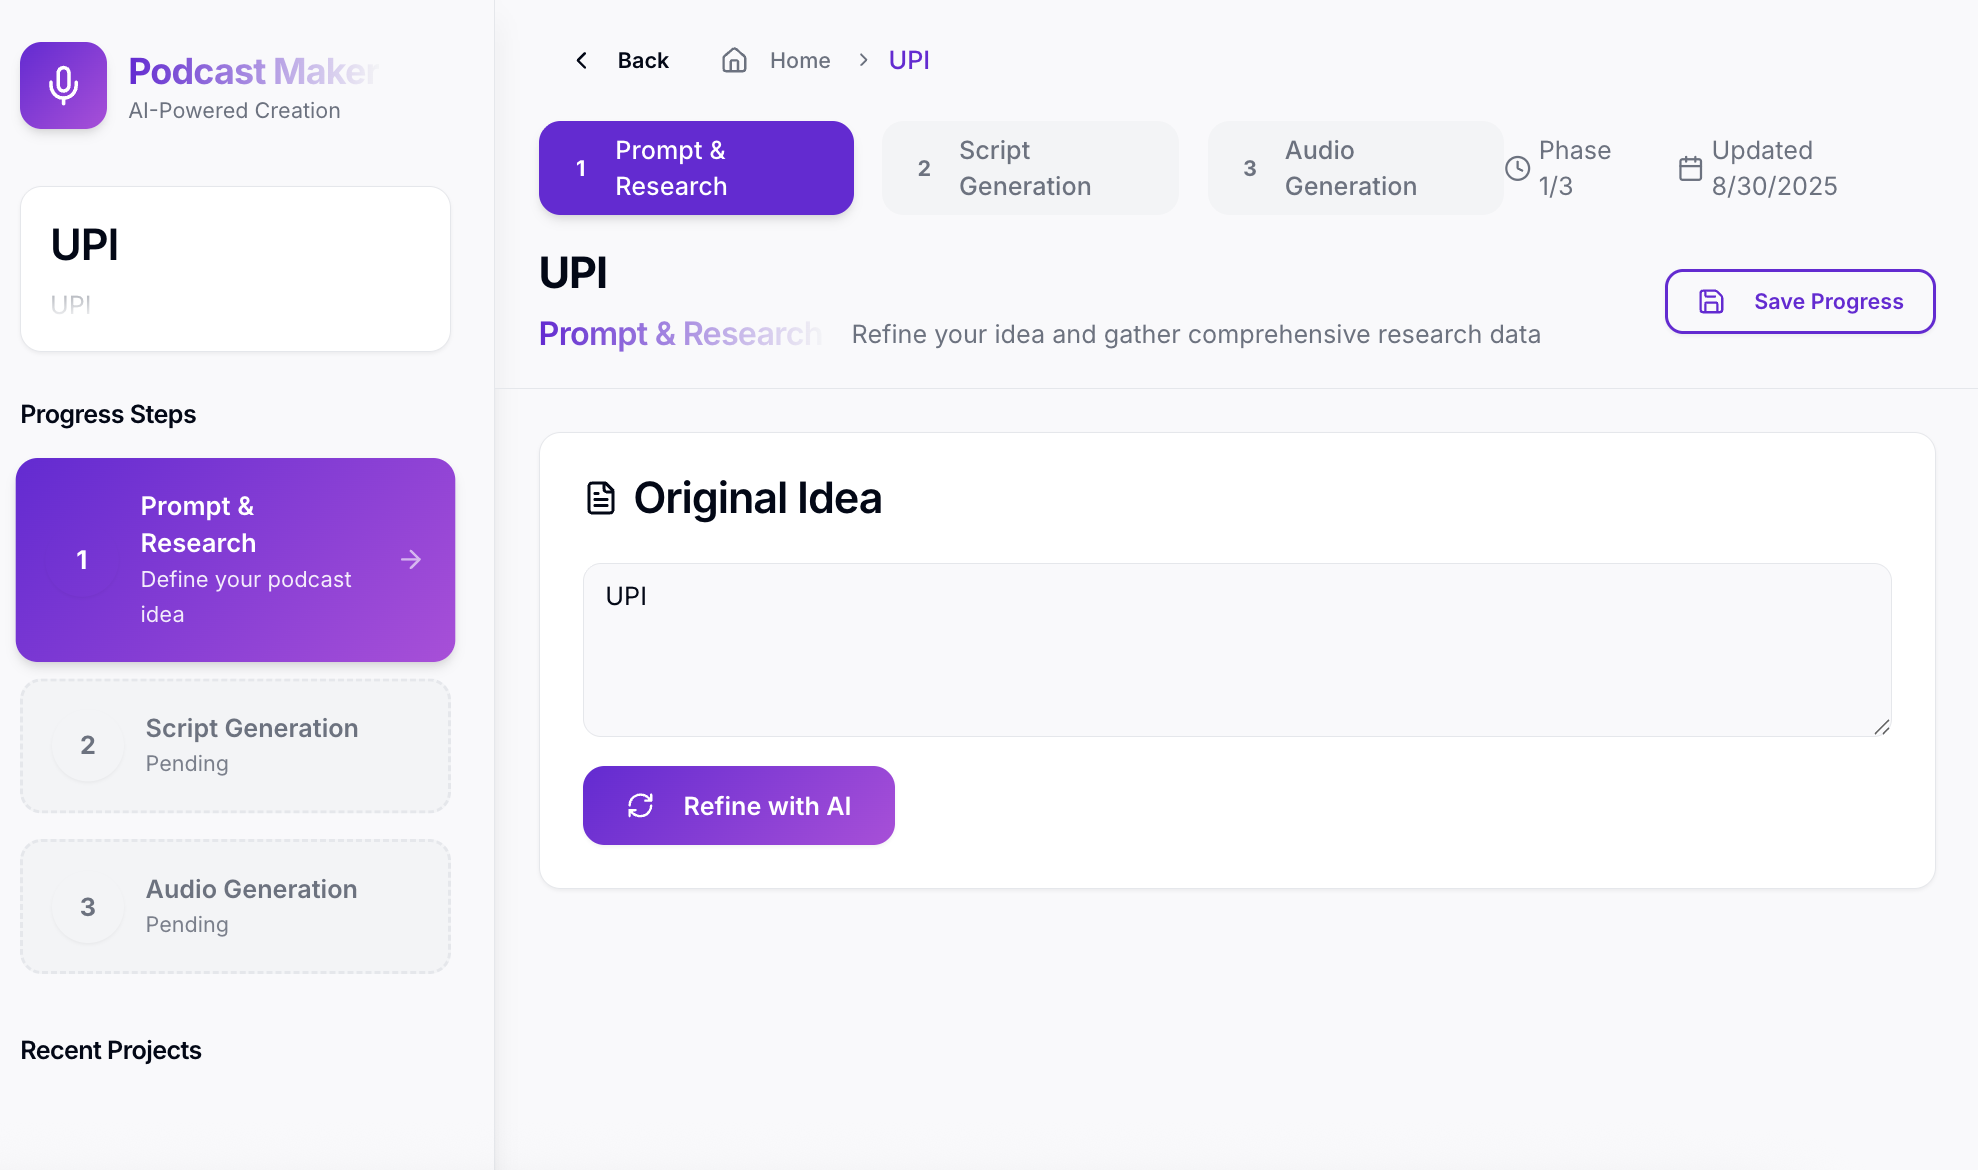 Podcast Maker
AI-Powered Creation
UPI
UPI
Progress Steps
1
Prompt &
Research
Define your podcast
idea
2
Script Generation
Pending
3
Audio Generation
Pending
Recent Projects
Back
Home
UPI
1
Prompt &
Research
2
Script
Generation
3
Audio
Generation
Phase
1/3
Updated
8/30/2025
UPI
Prompt & Research
Refine your idea and gather comprehensive research data
Save Progress
Original Idea
UPI
Refine with AI